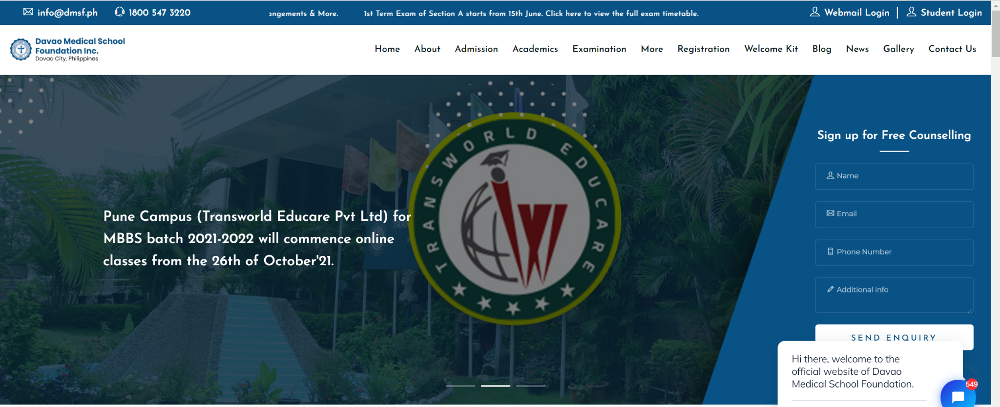 info@dmsf.ph
1800 547 3220
angements & More.
1st Term Exam of Section A starts from 15th June. Click here to view the full exam timetable.
Webmail Login | Student Login
Davao Medical School
Foundation Inc.
Davao City, Philippines
Home About Admission Academics Examination More Registration Welcome Kit Blog News Gallery Contact Us
Pune Campus (Transworld Educare Pvt Ltd) for
MBBS batch 2021-2022 will commence online
classes from the 26th of October'21.
TRANSWORLD EDUCARE
Sign up for Free Counselling
Name
Email
Phone Number
Additional info
SEND ENQUIRY
Hi there, welcome to the
official website of Davao
Medical School Foundation.
549